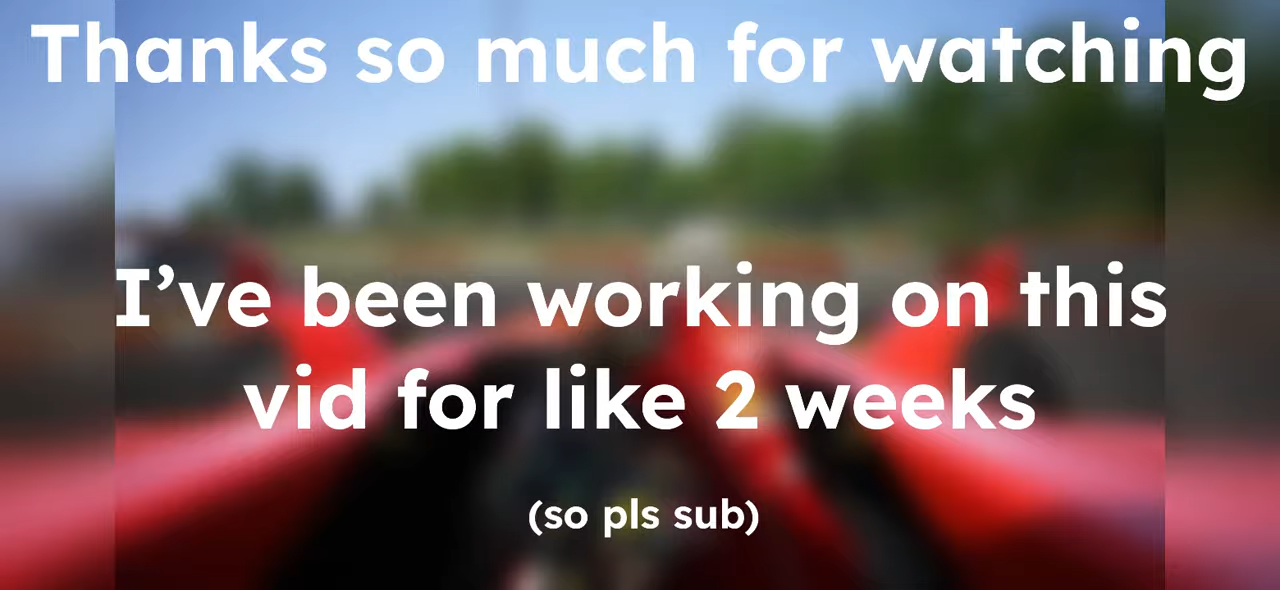 Thanks so much for watching
I’ve been working on this
vid for like 2 weeks
(so pls sub)